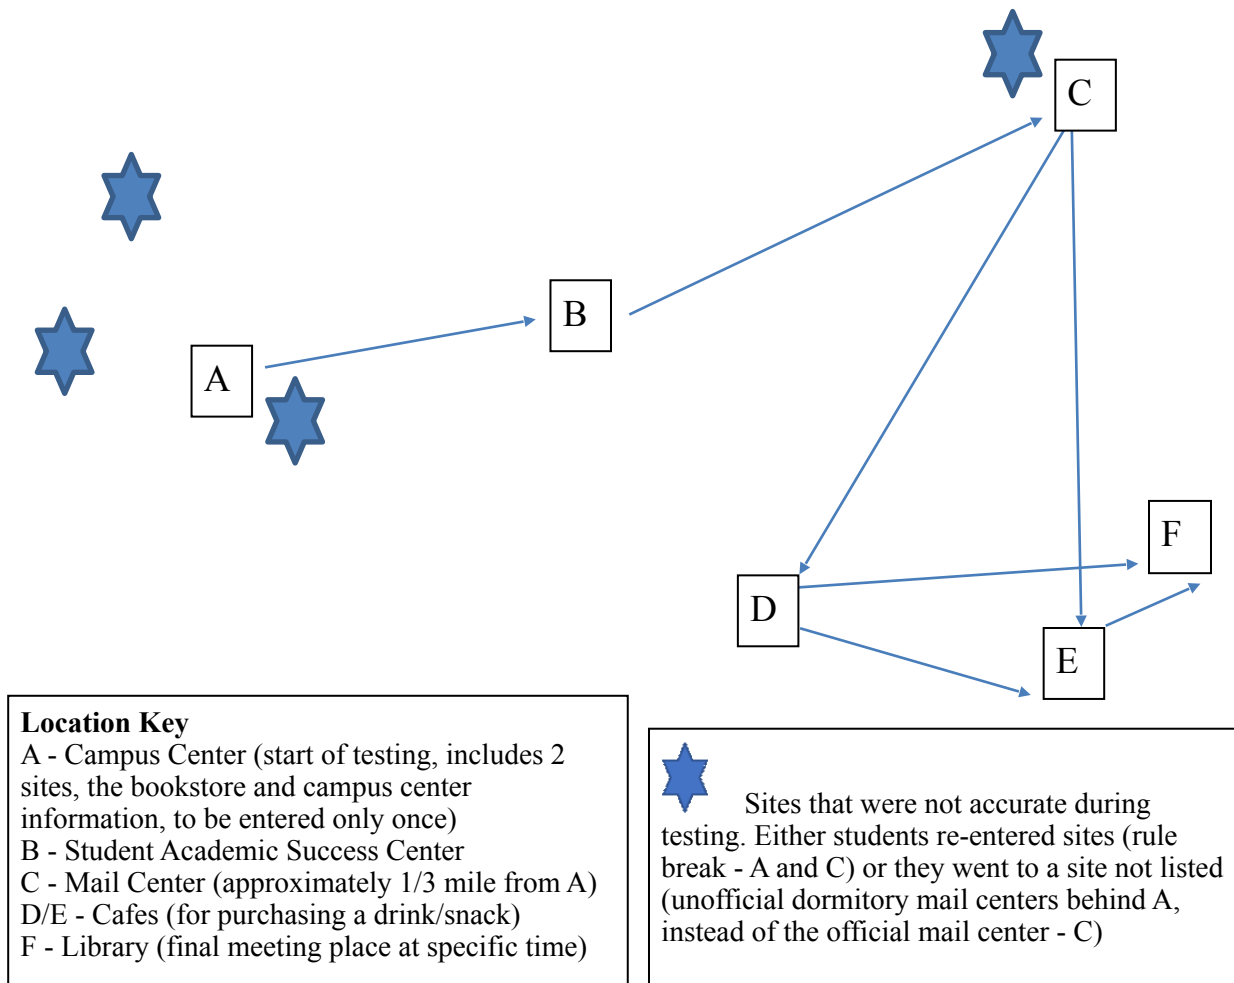 C
B
A
F
D
E
Location Key
A - Campus Center (start of testing, includes 2
sites, the bookstore and campus center
information, to be entered only once)
B - Student Academic Success Center
C - Mail Center (approximately 1/3 mile from A)
D/E - Cafes (for purchasing a drink/snack)
F - Library (final meeting place at specific time)
Sites that were not accurate during
testing. Either students re-entered sites (rule
break - A and C) or they went to a site not listed
(unofficial dormitory mail centers behind A,
instead of the official mail center - C)